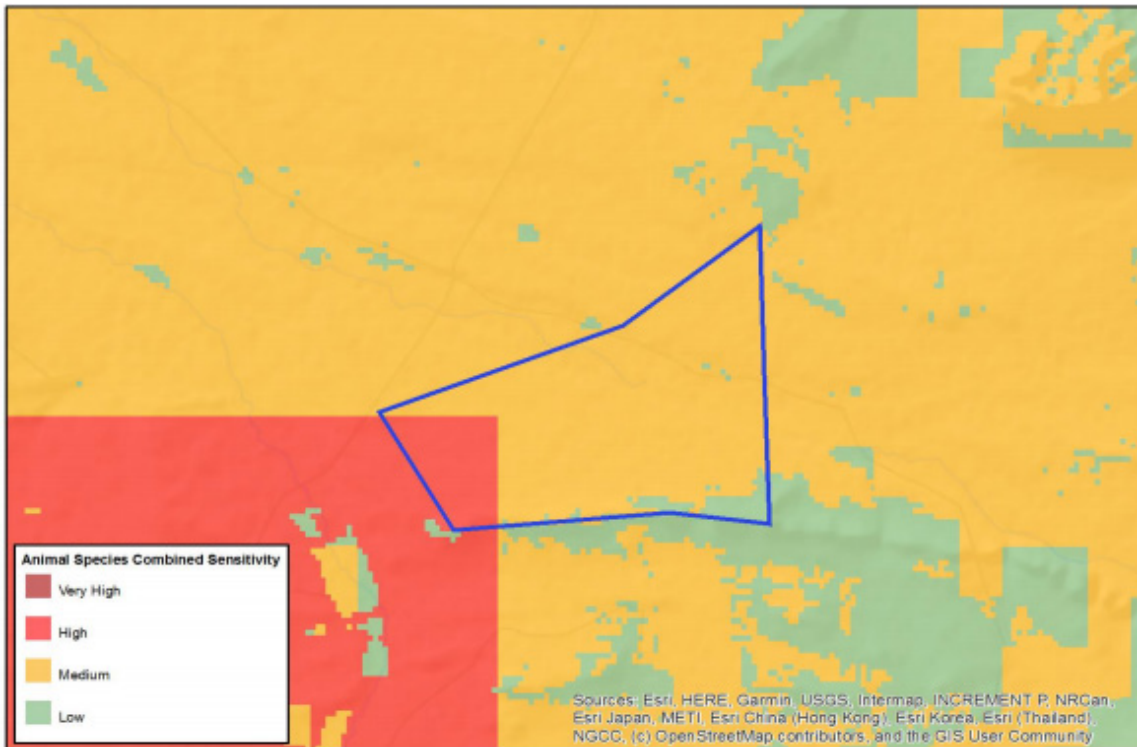 Animal Species Combined Sensitivity
Very High
High
Medium
Low
Sources: Esri, HERE, Garmin, USGS, Intermap, INCREMENT P, NRCan,
Esri Japan, METI, Esri China (Hong Kong), Esri Korea, Esri (Thailand),
NGCC, (c) OpenStreetMap contributors, and the GIS User Community